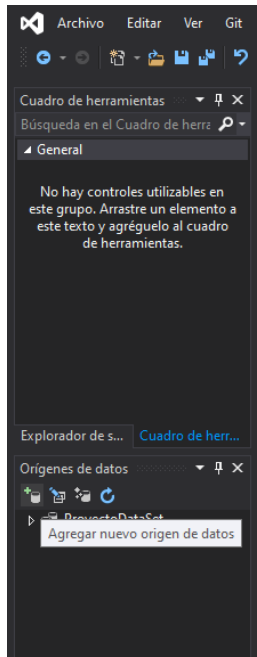 Archivo Editar Ver Git
Cuadro de herramientas
Búsqueda en el Cuadro de herra
General
No hay controles utilizables en
este grupo. Arrastre un elemento a
este texto y agréguelo al cuadro
de herramientas.
Explorador de s... Cuadro de herr...
Orígenes de datos
ProyectoDataSet
Agregar nuevo origen de datos